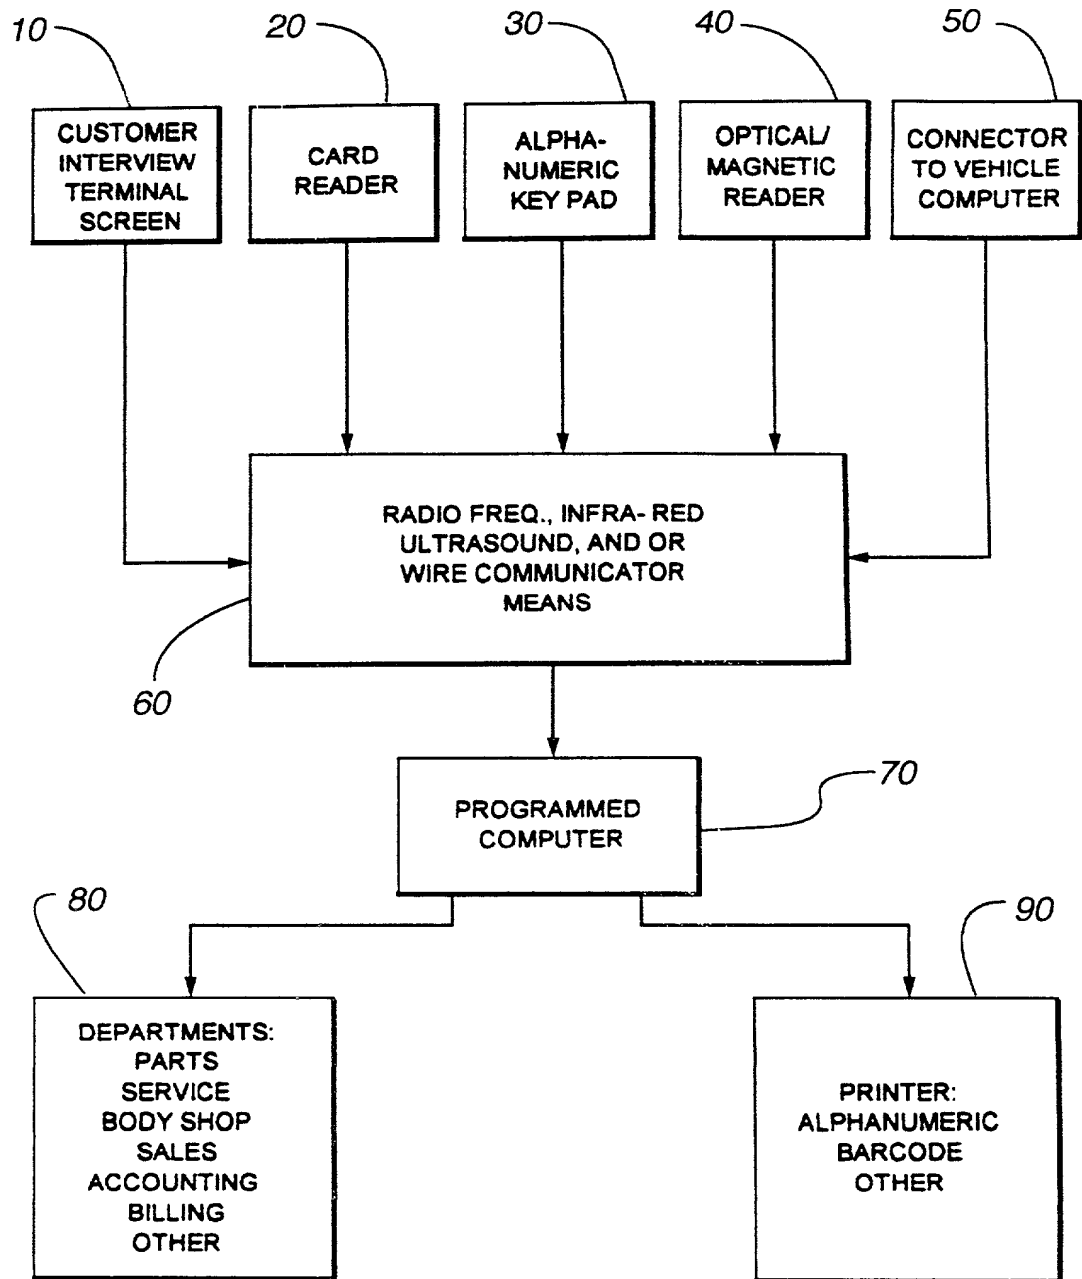 10
20
30
40
50
CUSTOMER
INTERVIEW
TERMINAL
SCREEN
CARD
READER
ALPHA-
NUMERIC
KEY PAD
OPTICAL/
MAGNETIC
READER
CONNECTOR
TO VEHICLE
COMPUTER
RADIO FREQ., INFRA- RED
ULTRASOUND, AND OR
WIRE COMMUNICATOR
MEANS
60
PROGRAMMED
COMPUTER
70
80
DEPARTMENTS:
PARTS
SERVICE
BODY SHOP
SALES
ACCOUNTING
BILLING
OTHER
90
PRINTER:
ALPHANUMERIC
BARCODE
OTHER